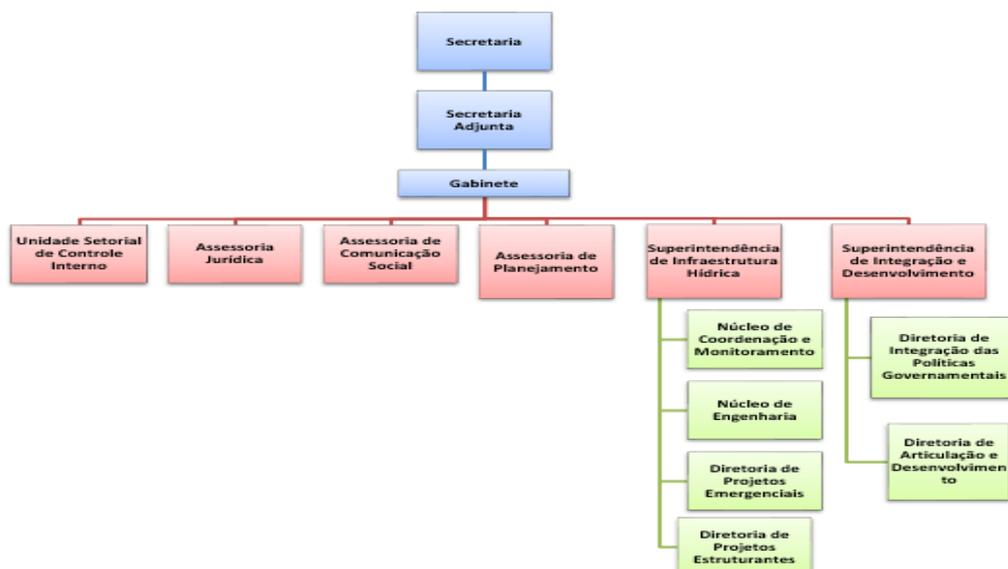 Secretaria
Secretaria
Adjunta
Gabinete
Unidade Setorial
de Controle
Interno
Assessoria
Jurídica
Assessoria de
Comunicação
Social
Assessoria de
Planejamento
Superintendência
de Infraestrutura
Hídrica
Superintendência
de Integração e
Desenvolvimento
Núcleo de
Coordenação e
Monitoramento
Núcleo de
Engenharia
Diretoria de
Projetos
Emergenciais
Diretoria de
Projetos
Estruturantes
Diretoria de
Integração das
Políticas
Governamentais
Diretoria de
Articulação e
Desenvolvimen
to